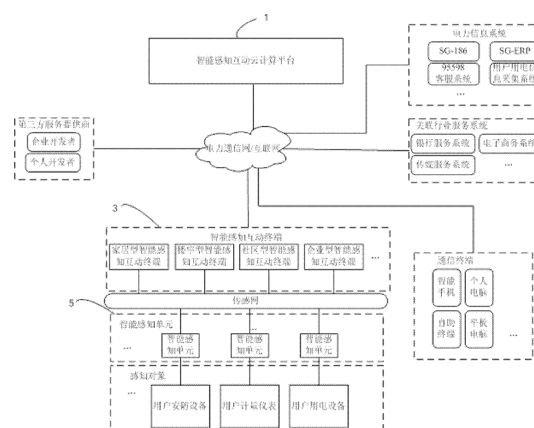 1
智能感知互动云计算平台
电力信息系统
SG-186
SG-ERP
95598
客服系统
用户用电信
息采集系统
...
第三方服务提供商
企业开发者
个人开发者
电力通信网/互联网
关联行业服务系统
银行服务系统
电子商务系统
传媒服务系统
...
3
智能感知互动终端
家居型智能感
知互动终端
楼宇型智能感
知互动终端
社区型智能感
知互动终端
企业型智能感
知互动终端
...
通信终端
智能
手机
个人
电脑
自助
终端
平板
电脑
...
传感网
5
智能感知单元
...
...
智能感
知单元
智能感
知单元
智能感
知单元
感知对象
...
用户安防设备
用户计量仪表
用户用电设备